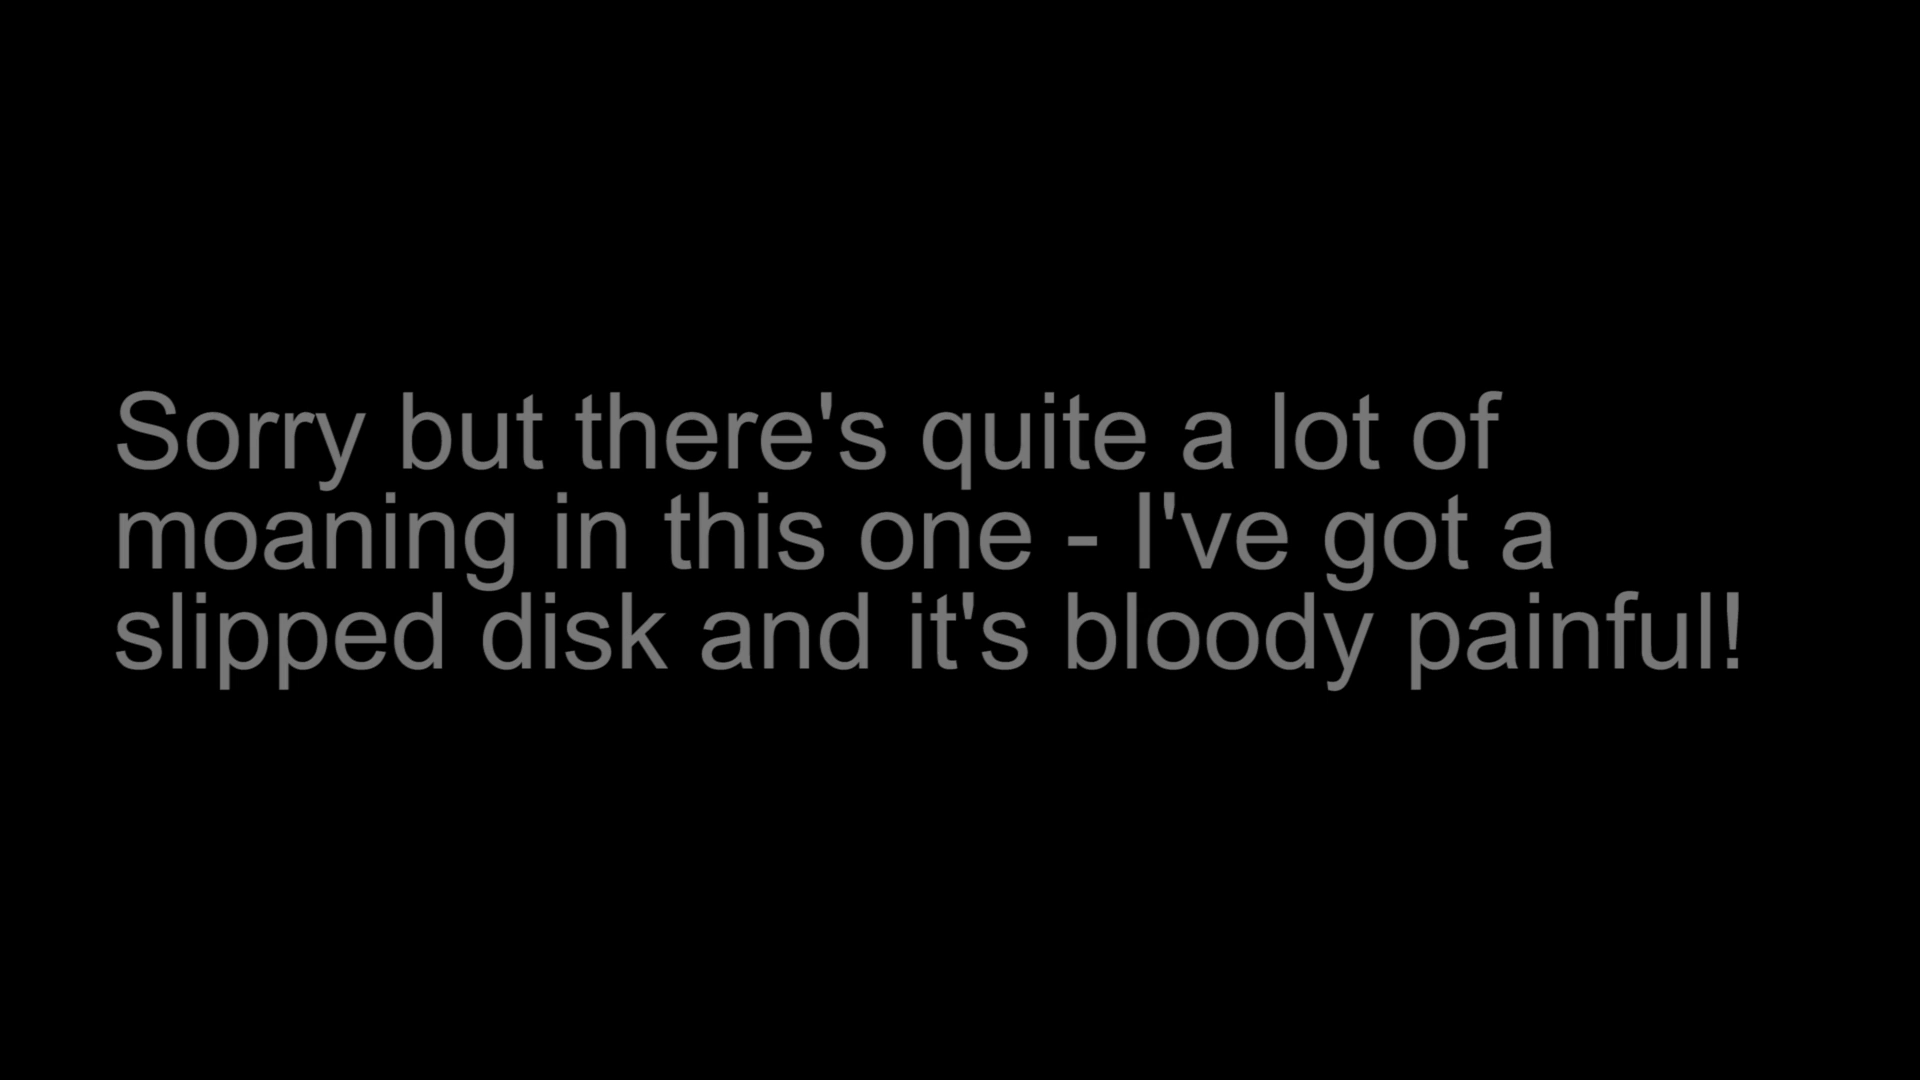 Sorry but there's quite a lot of
moaning in this one - I've got a
slipped disk and it's bloody painful!